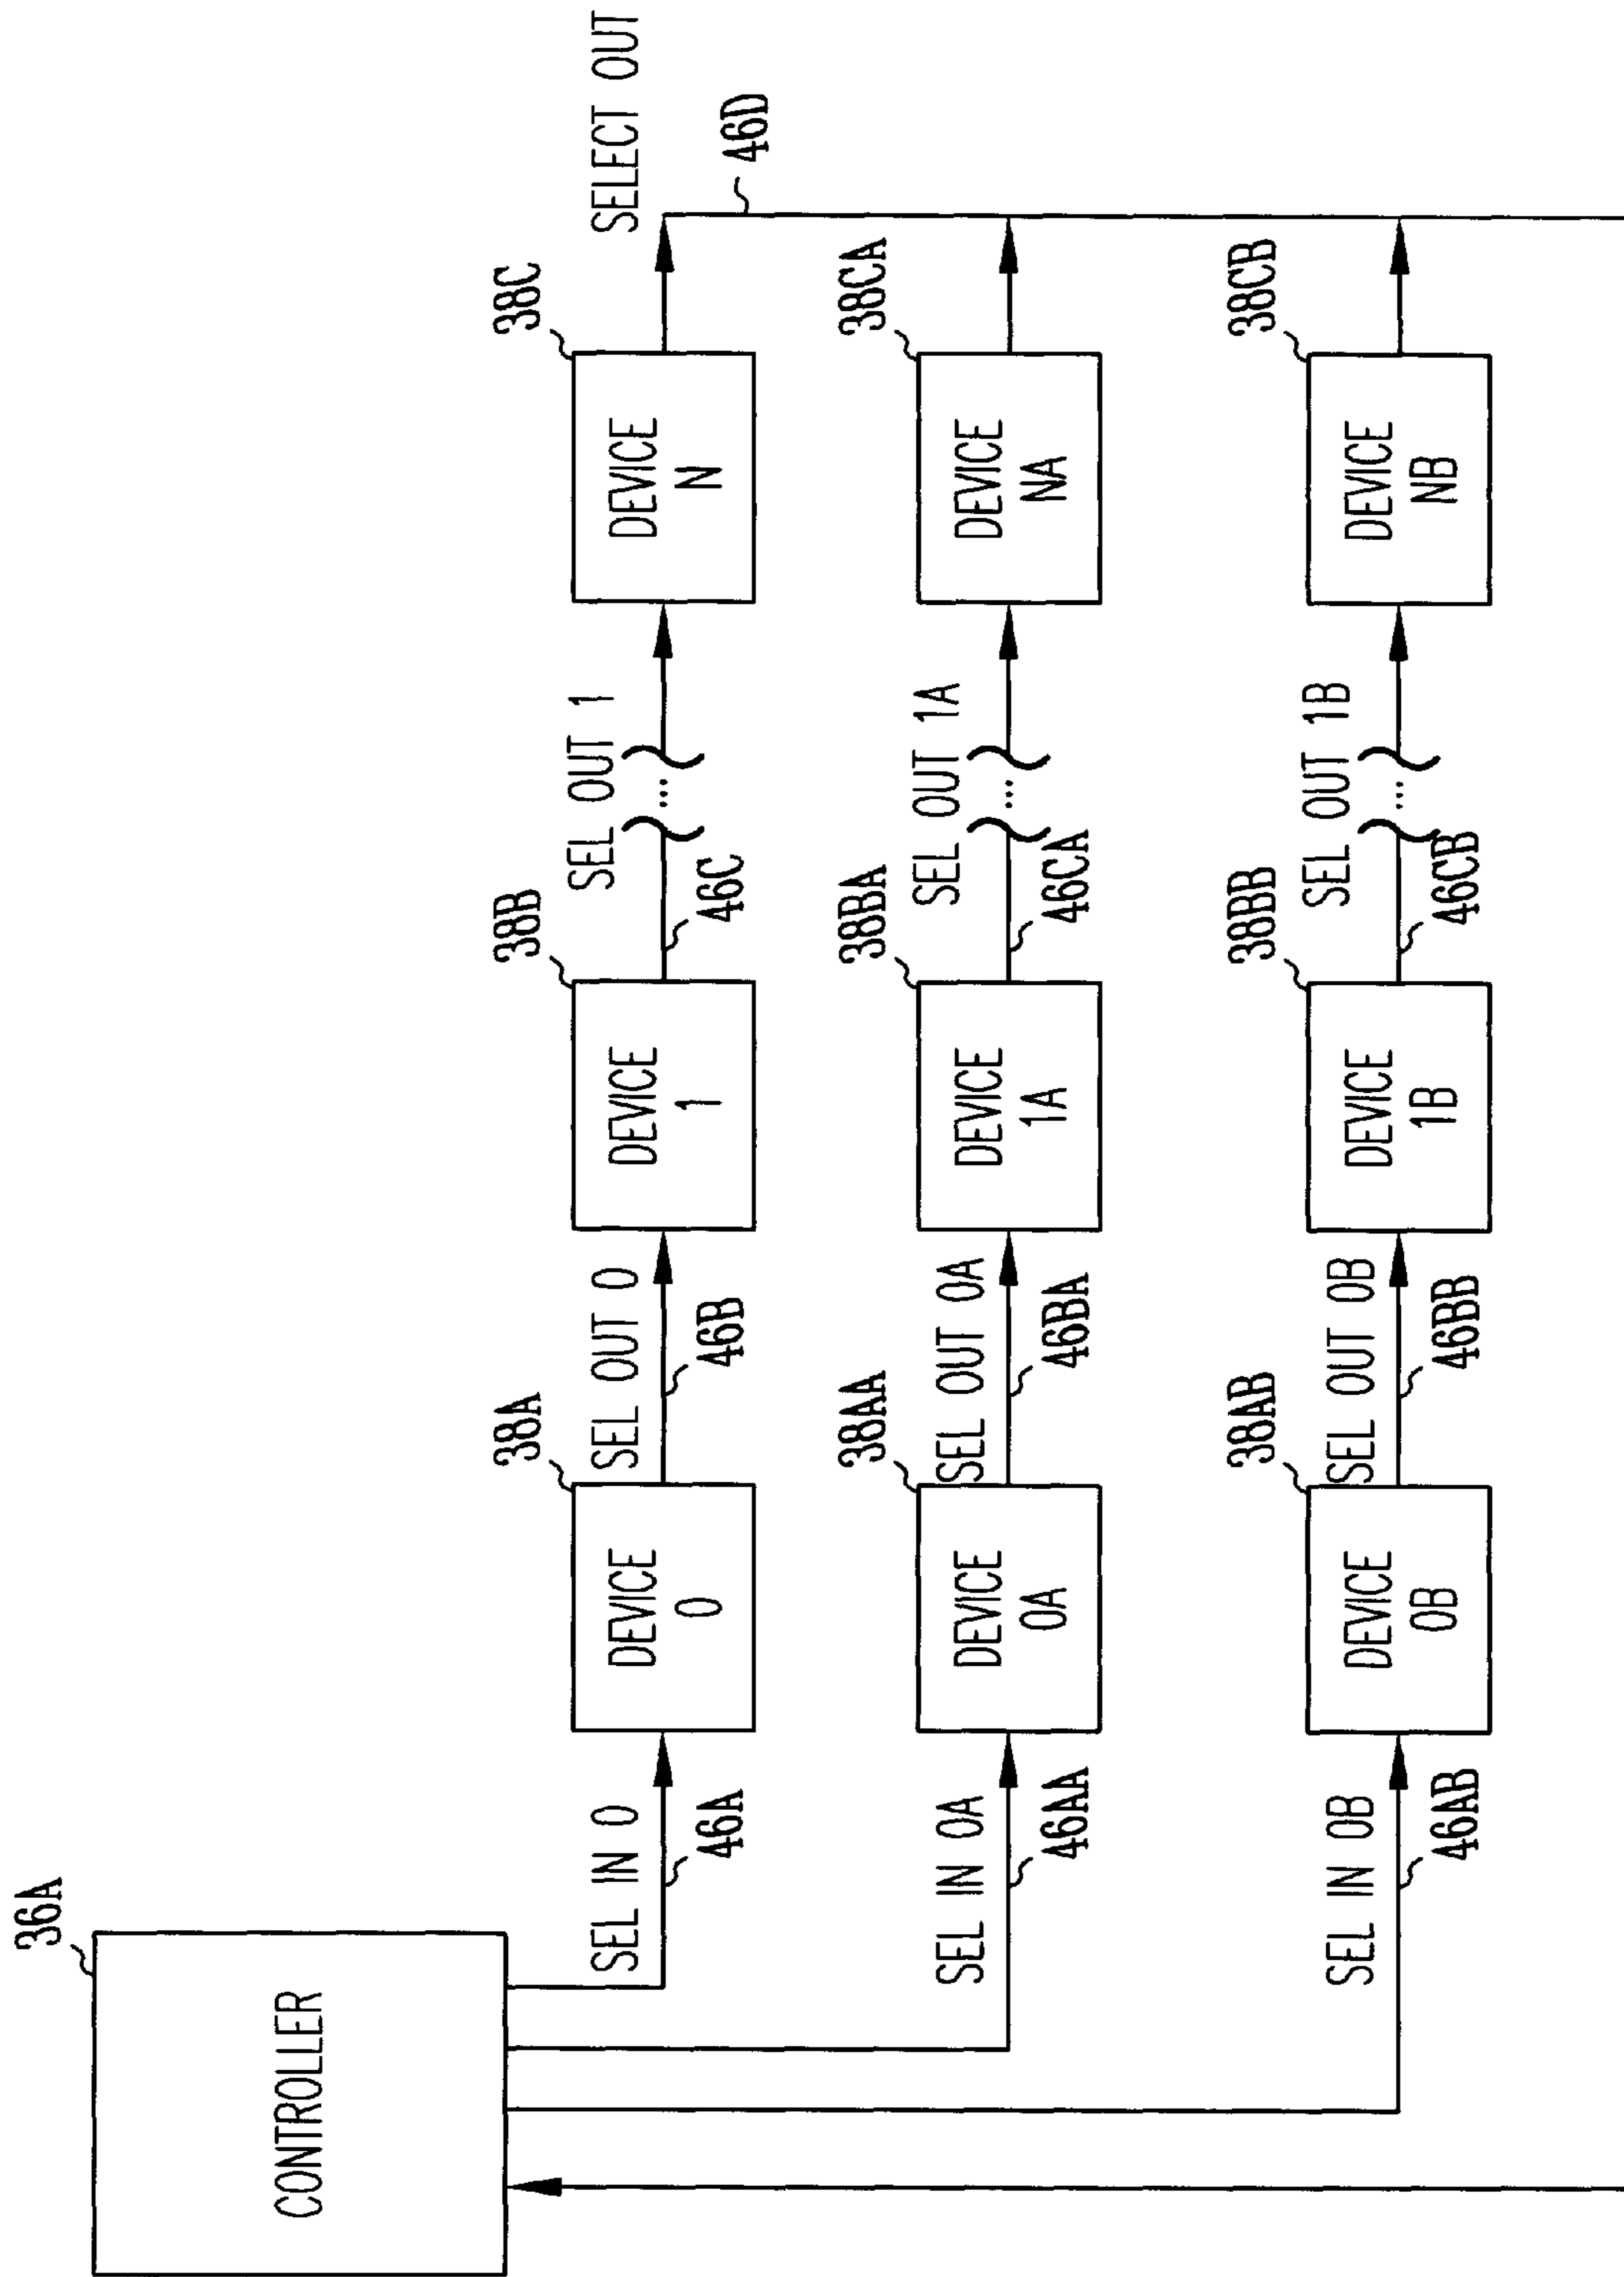 36A
CONTROLLER
SEL IN 0
46A
38A
DEVICE
0
SEL OUT 0
46B
38B
DEVICE
1
SEL OUT 1
...
46C
38C
DEVICE
N
SELECT OUT
46D
SEL IN 0A
46AA
38AA
DEVICE
0A
SEL OUT 0A
46BA
38BA
DEVICE
1A
SEL OUT 1A
...
46CA
38CA
DEVICE
NA
SEL IN 0B
46AB
38AB
DEVICE
0B
SEL OUT 0B
46BB
38BB
DEVICE
1B
SEL OUT 1B
...
46CB
38CB
DEVICE
NB